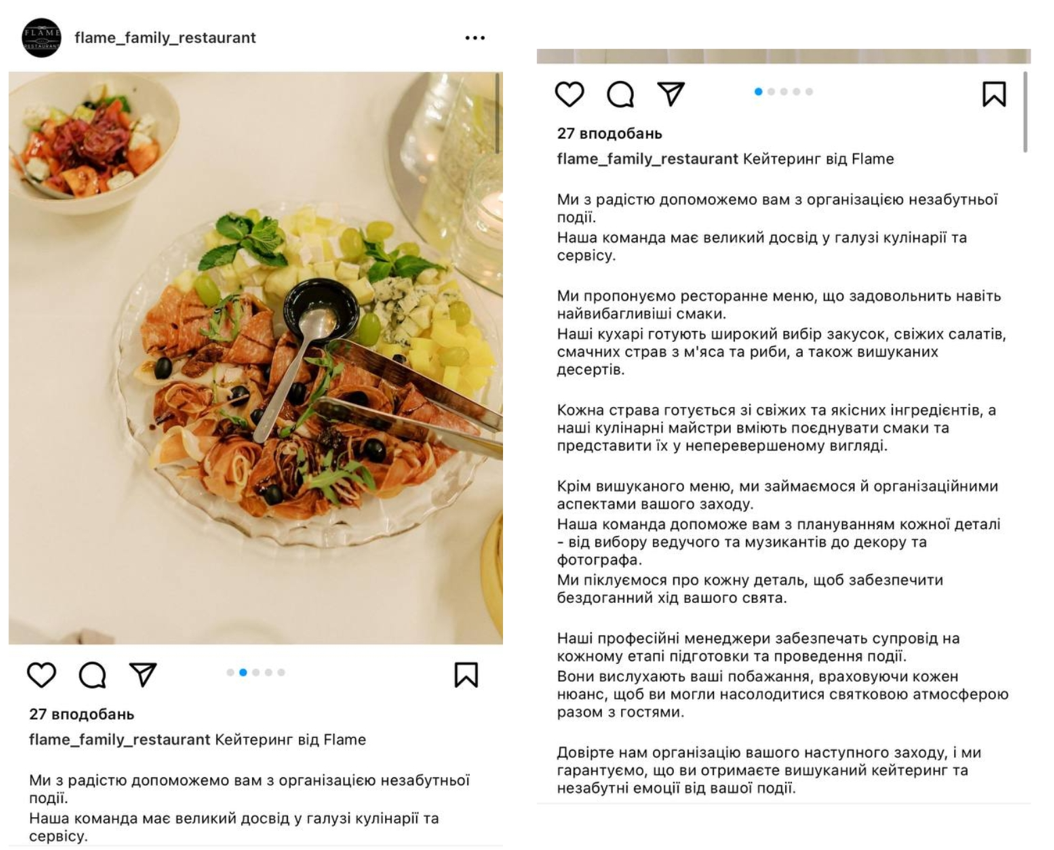 FLAME
RESTAURANT
flame_family_restaurant
27 вподобань
flame_family_restaurant Кейтеринг від Flame
Ми з радістю допоможемо вам з організацією незабутньої
події.
Наша команда має великий досвід у галузі кулінарії та
сервісу.
27 вподобань
flame_family_restaurant Кейтеринг від Flame
Ми з радістю допоможемо вам з організацією незабутньої
події.
Наша команда має великий досвід у галузі кулінарії та
сервісу.
Ми пропонуємо ресторанне меню, що задовольнить навіть
найвибагливіші смаки.
Наші кухарі готують широкий вибір закусок, свіжих салатів,
смачних страв з м'яса та риби, а також вишуканих
десертів.
Кожна страва готується зі свіжих та якісних інгредієнтів, а
наші кулінарні майстри вміють поєднувати смаки та
представити їх у неперевершеному вигляді.
Крім вишуканого меню, ми займаємося й організаційними
аспектами вашого заходу.
Наша команда допоможе вам з плануванням кожної деталі
- від вибору ведучого та музикантів до декору та
фотографа.
Ми піклуємося про кожну деталь, щоб забезпечити
бездоганний хід вашого свята.
Наші професійні менеджери забезпечать супровід на
кожному етапі підготовки та проведення події.
Вони вислухають ваші побажання, враховуючи кожен
нюанс, щоб ви могли насолодитися святковою атмосферою
разом з гостями.
Довірте нам організацію вашого наступного заходу, і ми
гарантуємо, що ви отримаєте вишуканий кейтеринг та
незабутні емоції від вашої події.